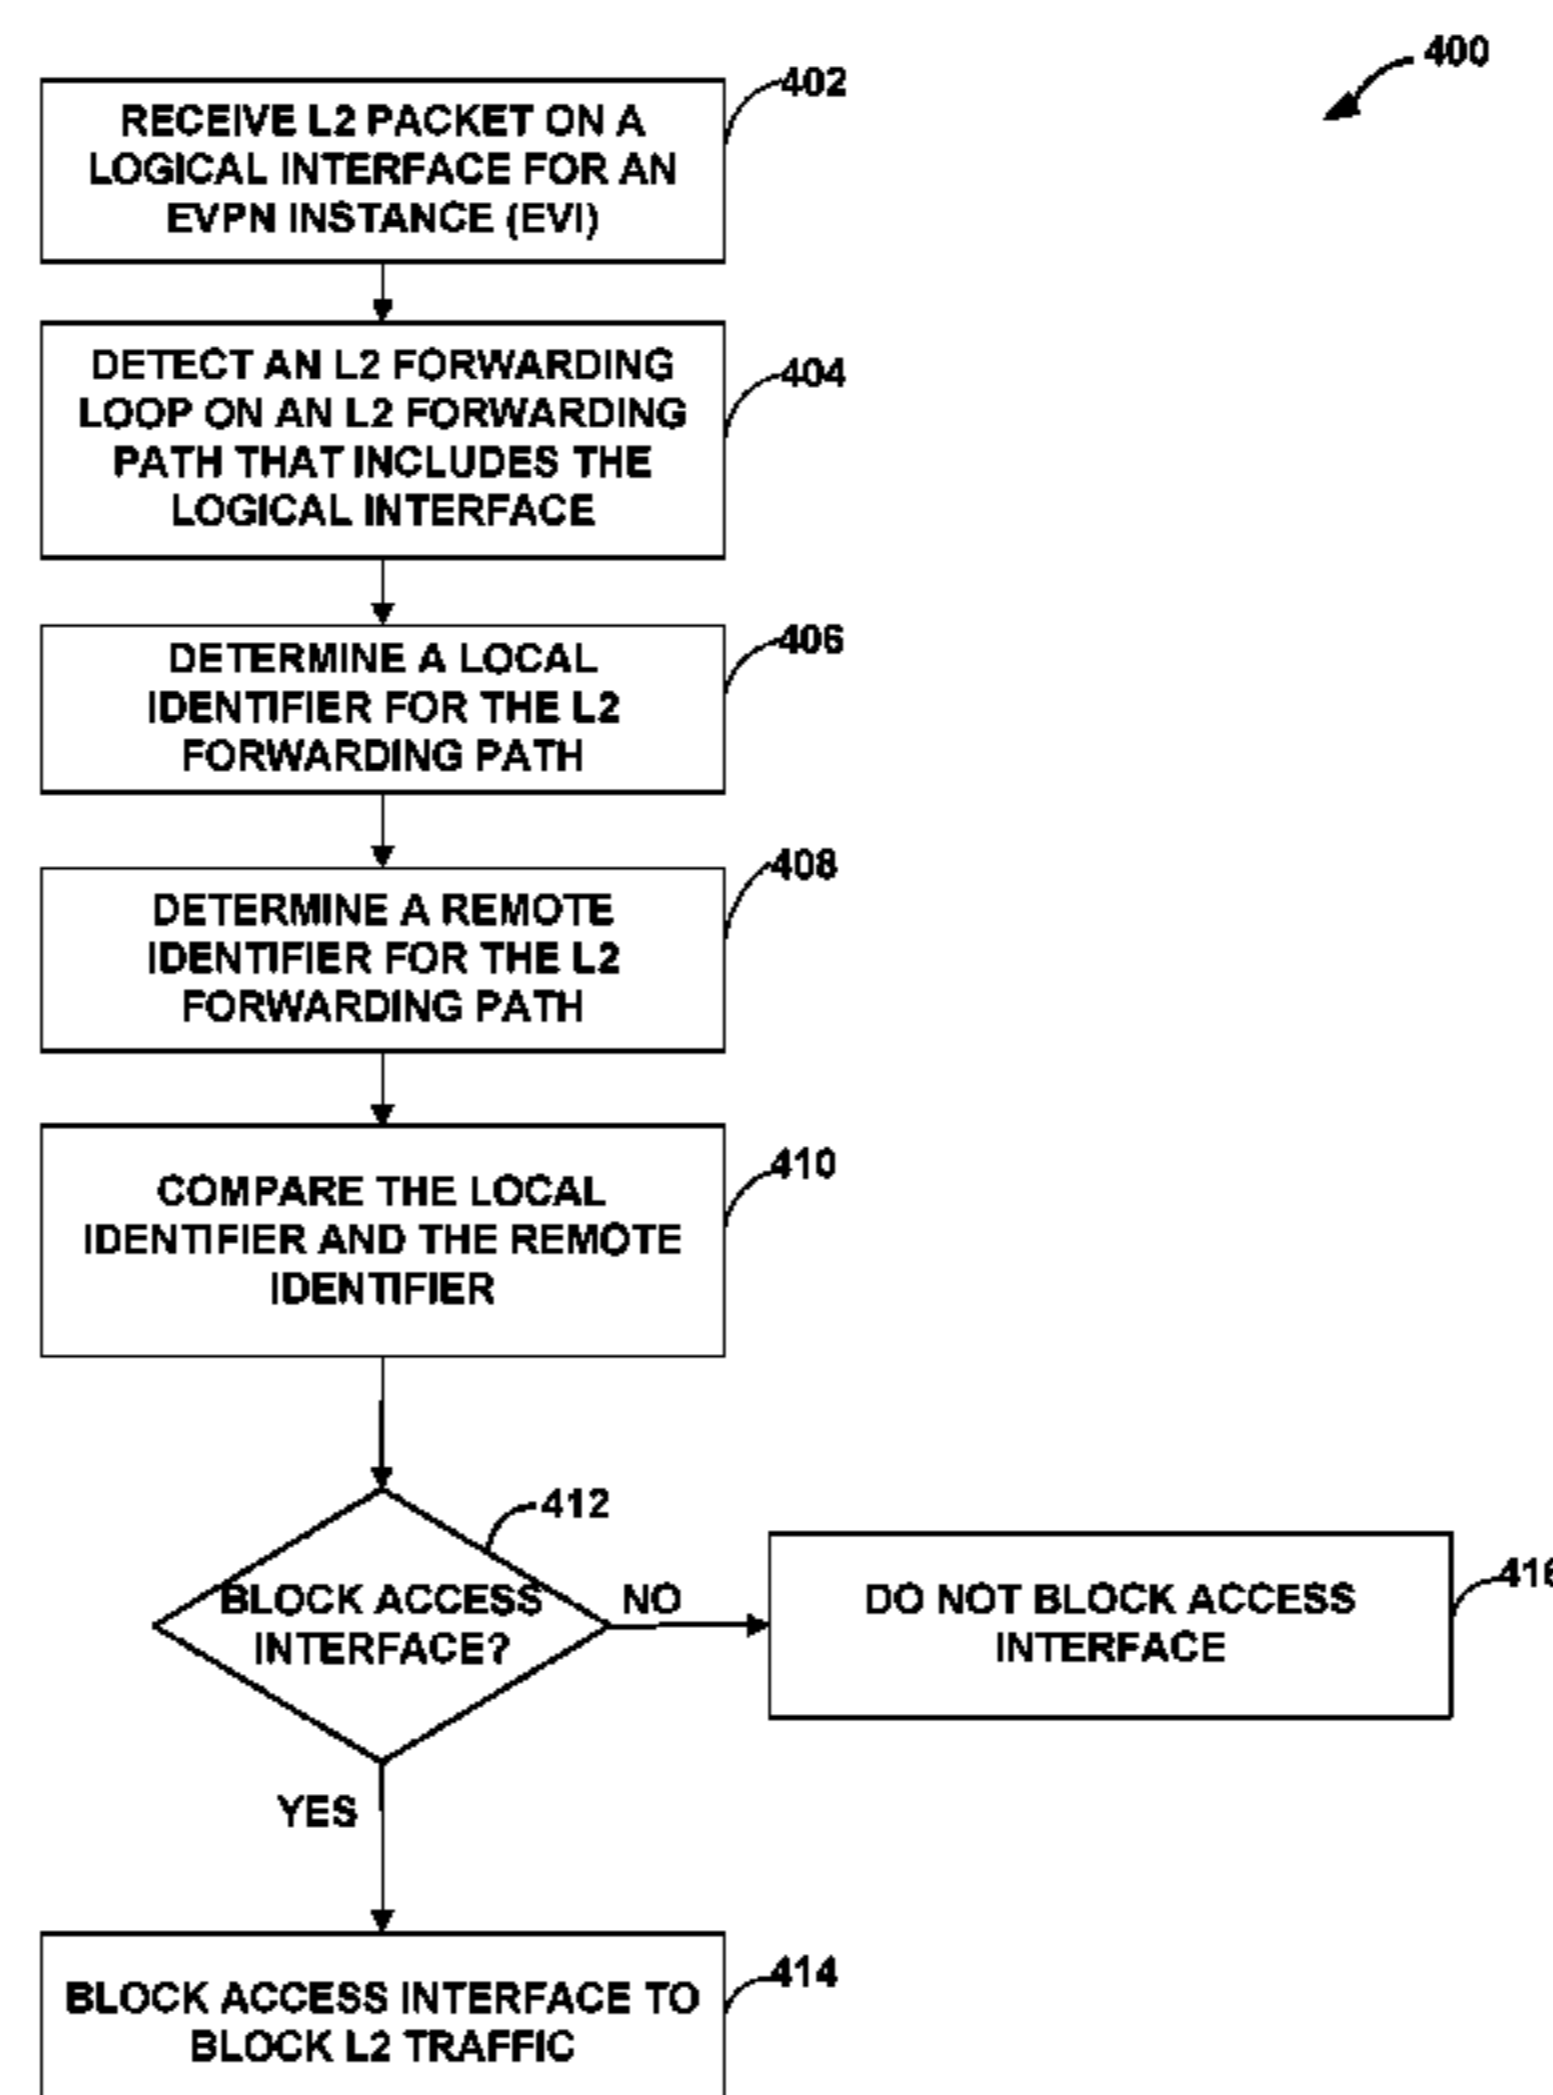 400
402
RECEIVE L2 PACKET ON A
LOGICAL INTERFACE FOR AN
EVPN INSTANCE (EVI)
404
DETECT AN L2 FORWARDING
LOOP ON AN L2 FORWARDING
PATH THAT INCLUDES THE
LOGICAL INTERFACE
406
DETERMINE A LOCAL
IDENTIFIER FOR THE L2
FORWARDING PATH
408
DETERMINE A REMOTE
IDENTIFIER FOR THE L2
FORWARDING PATH
410
COMPARE THE LOCAL
IDENTIFIER AND THE REMOTE
IDENTIFIER
412
BLOCK ACCESS
INTERFACE?
NO
DO NOT BLOCK ACCESS
INTERFACE
YES
414
BLOCK ACCESS INTERFACE TO
BLOCK L2 TRAFFIC